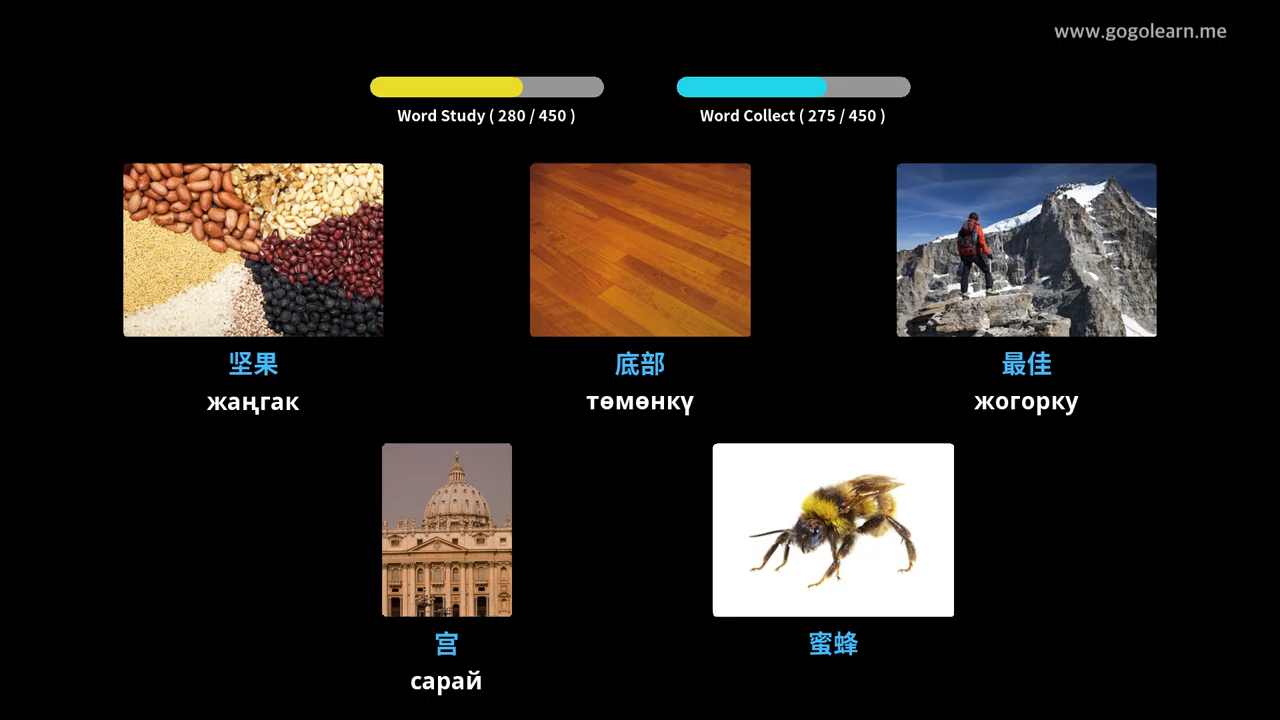 www.gogolearn.me
Word Study ( 280 / 450 )
Word Collect ( 275 / 450 )
坚果
底部
最佳
жаңгак
төмөнкү
жогорку
宫
蜜蜂
сарай